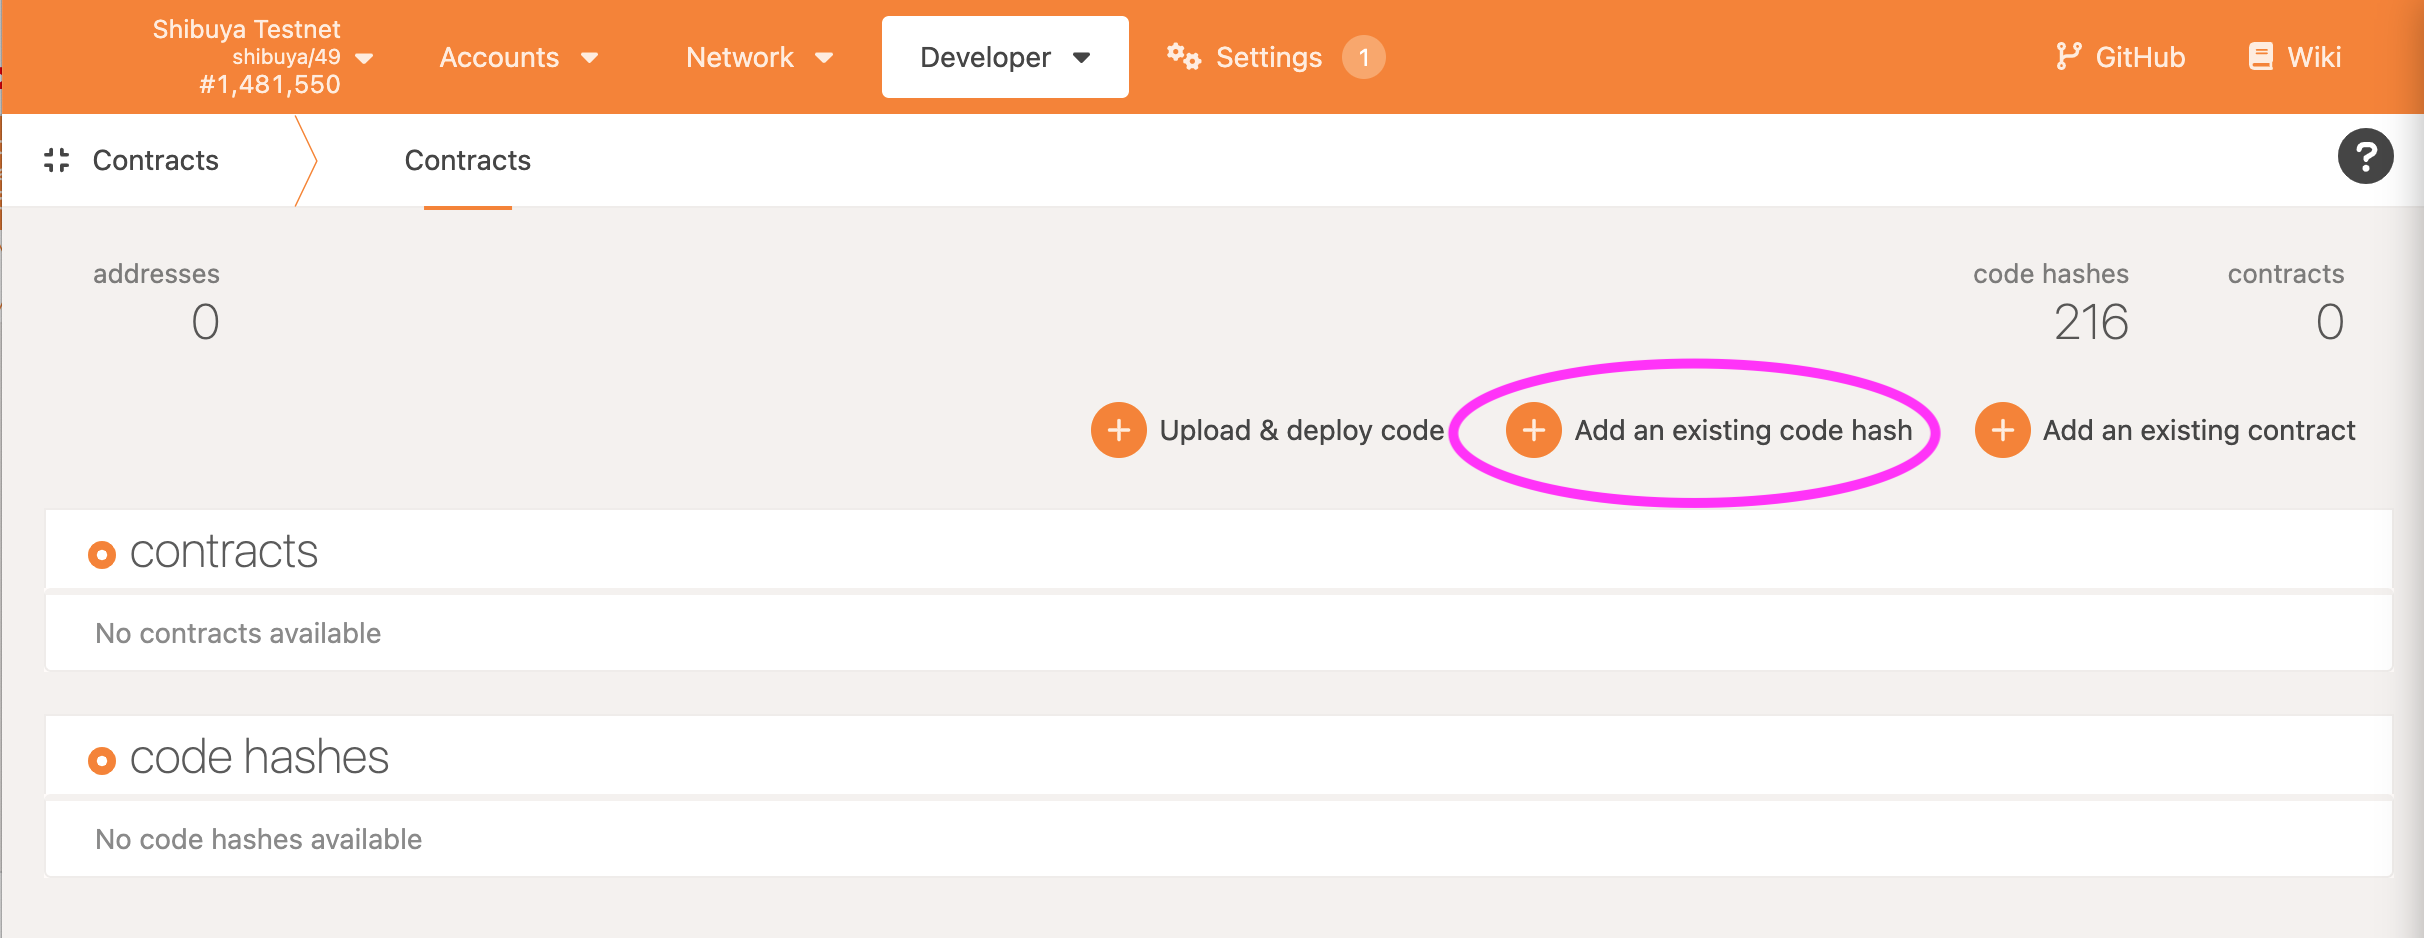 Shibuya Testnet
shibuya/49
#1,481,550
Accounts
Network
Developer
Settings
1
GitHub
Wiki
Contracts
Contracts
?
addresses
0
code hashes
216
contracts
0
Upload & deploy code
Add an existing code hash
Add an existing contract
contracts
No contracts available
code hashes
No code hashes available